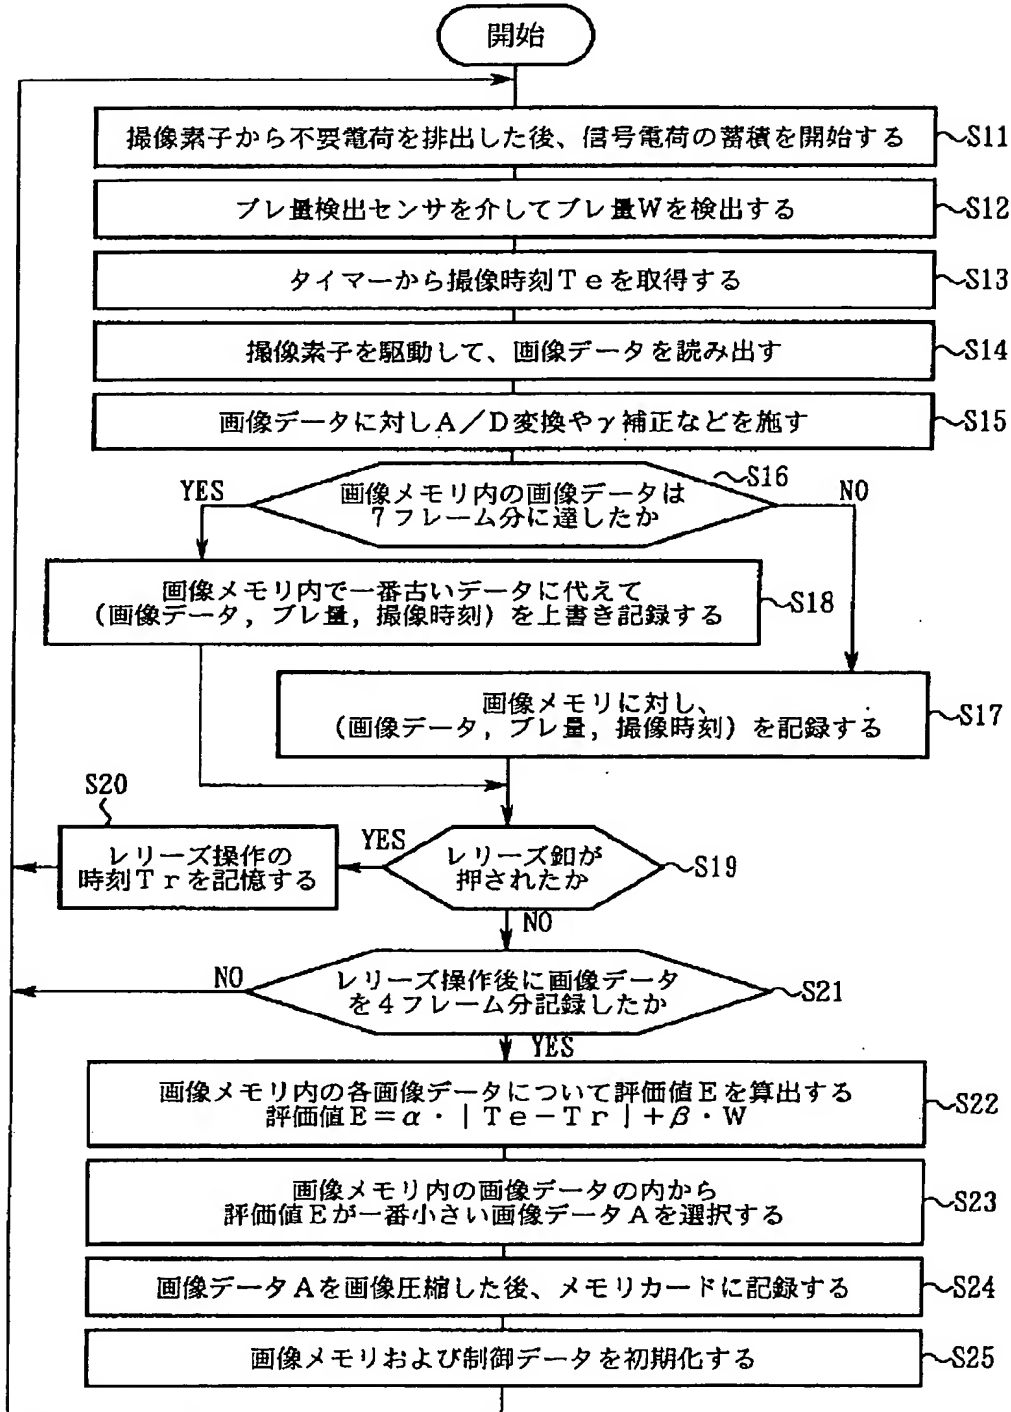 開始
撮像素子から不要電荷を排出した後、信号電荷の蓄積を開始する
S11
ブレ量検出センサを介してブレ量Wを検出する
S12
タイマーから撮像時刻Teを取得する
S13
撮像素子を駆動して、画像データを読み出す
S14
画像データに対しA/D変換やγ補正などを施す
S15
画像メモリ内の画像データは
7フレーム分に達したか
S16
YES
NO
画像メモリ内で一番古いデータに代えて
(画像データ,ブレ量,撮像時刻)を上書き記録する
S18
画像メモリに対し、
(画像データ,ブレ量,撮像時刻)を記録する
S17
S20
レリーズ操作の
時刻Trを記憶する
YES
レリーズ釦が
押されたか
S19
NO
NO
レリーズ操作後に画像データ
を4フレーム分記録したか
S21
YES
画像メモリ内の各画像データについて評価値Eを算出する
評価値E=α・|Te-Tr|+β・W
S22
画像メモリ内の画像データの内から
評価値Eが一番小さい画像データAを選択する
S23
画像データAを画像圧縮した後、メモリカードに記録する
S24
画像メモリおよび制御データを初期化する
S25